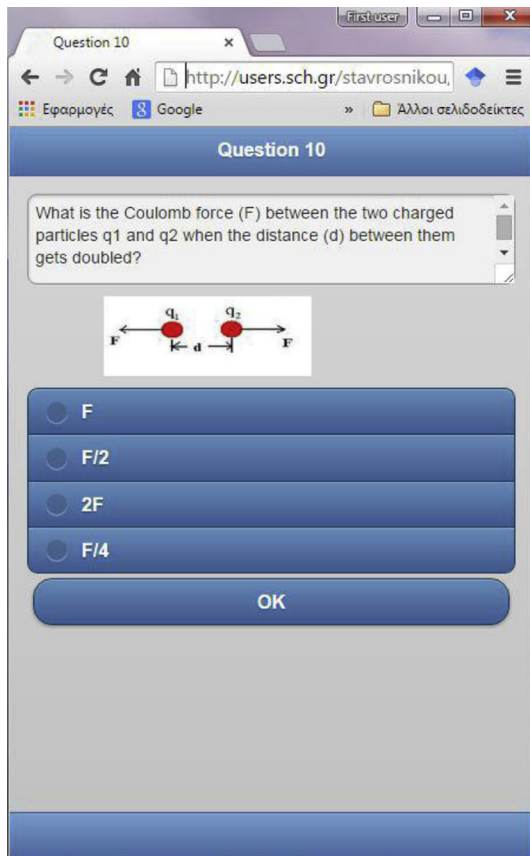 First user
Question 10
http://users.sch.gr/stavrosnikou,
Εφαρμογές 8 Google » Άλλοι σελιδοδείκτες
Question 10
What is the Coulomb force (F) between the two charged
particles q1 and q2 when the distance (d) between them
gets doubled?
q₁ q₂
F d F
F
F/2
2F
F/4
OK